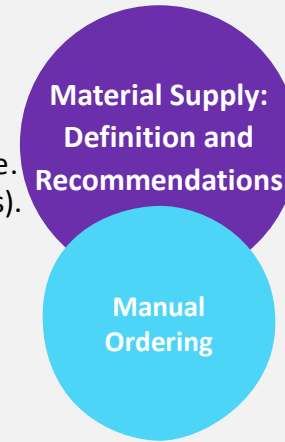 Material Supply:
Definition and
Recommendations
e.
s).
Manual
Ordering